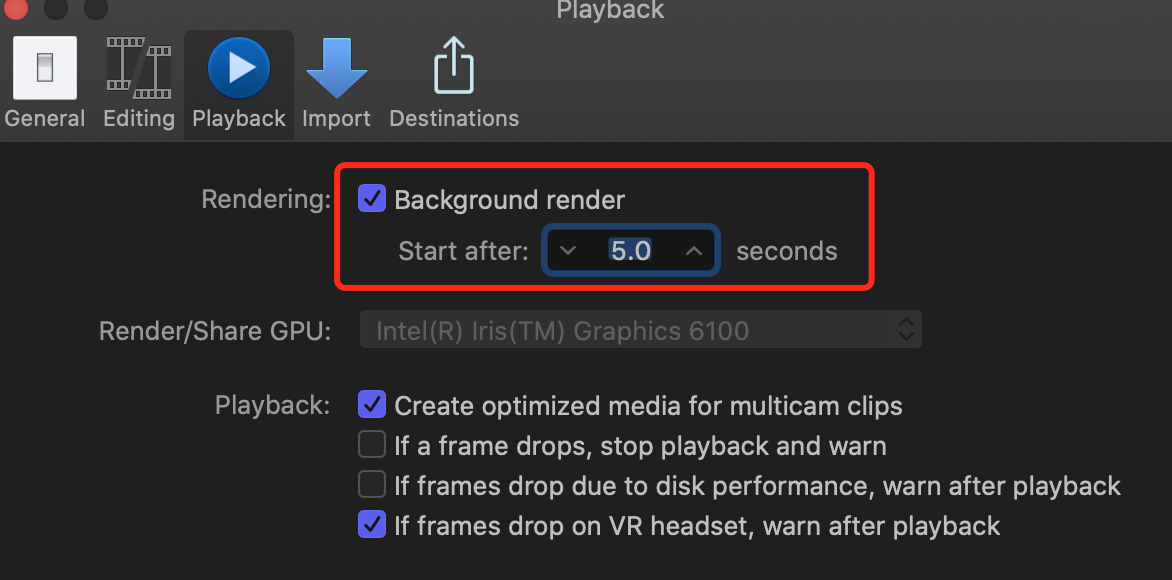 Playback
General Editing Playback Import Destinations
Rendering: Background render
Start after: 5.0 seconds
Render/Share GPU: Intel(R) Iris(TM) Graphics 6100
Playback: Create optimized media for multicam clips
If a frame drops, stop playback and warn
If frames drop due to disk performance, warn after playback
If frames drop on VR headset, warn after playback